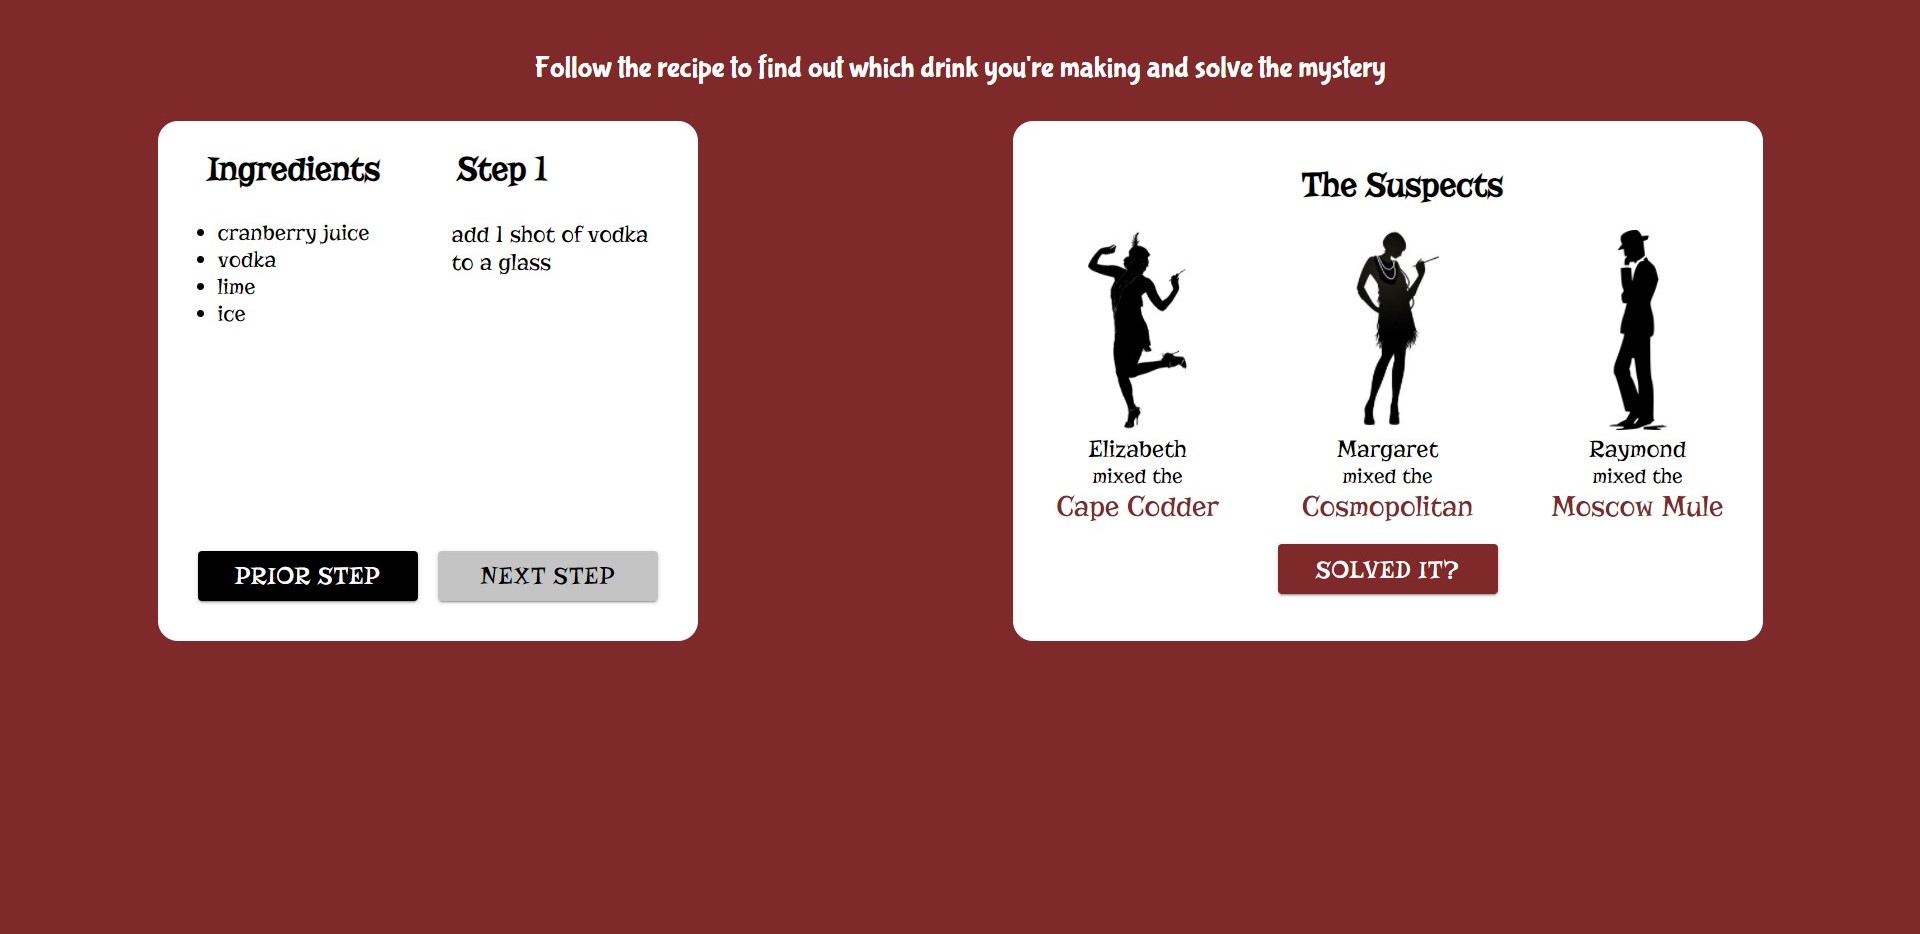 Follow the recipe to find out which drink you're making and solve the mystery
Ingredients
cranberry juice
vodka
lime
ice
Step 1
add 1 shot of vodka
to a glass
PRIOR STEP
NEXT STEP
The Suspects
Elizabeth
mixed the
Cape Codder
Margaret
mixed the
Cosmopolitan
Raymond
mixed the
Moscow Mule
SOLVED IT?